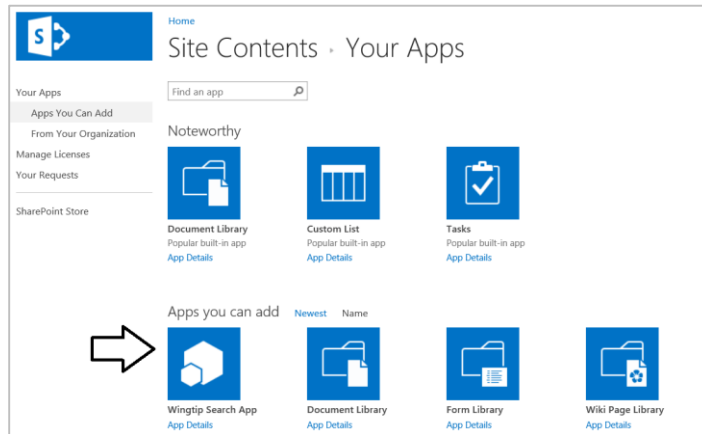 S
Home
Site Contents ▸ Your Apps
Find an app
Your Apps
Apps You Can Add
From Your Organization
Manage Licenses
Your Requests
SharePoint Store
Noteworthy
Document Library
Popular built-in app
App Details
Custom List
Popular built-in app
App Details
Tasks
Popular built-in app
App Details
Apps you can add Newest Name
Wingtip Search App
App Details
Document Library
App Details
Form Library
App Details
Wiki Page Library
App Details